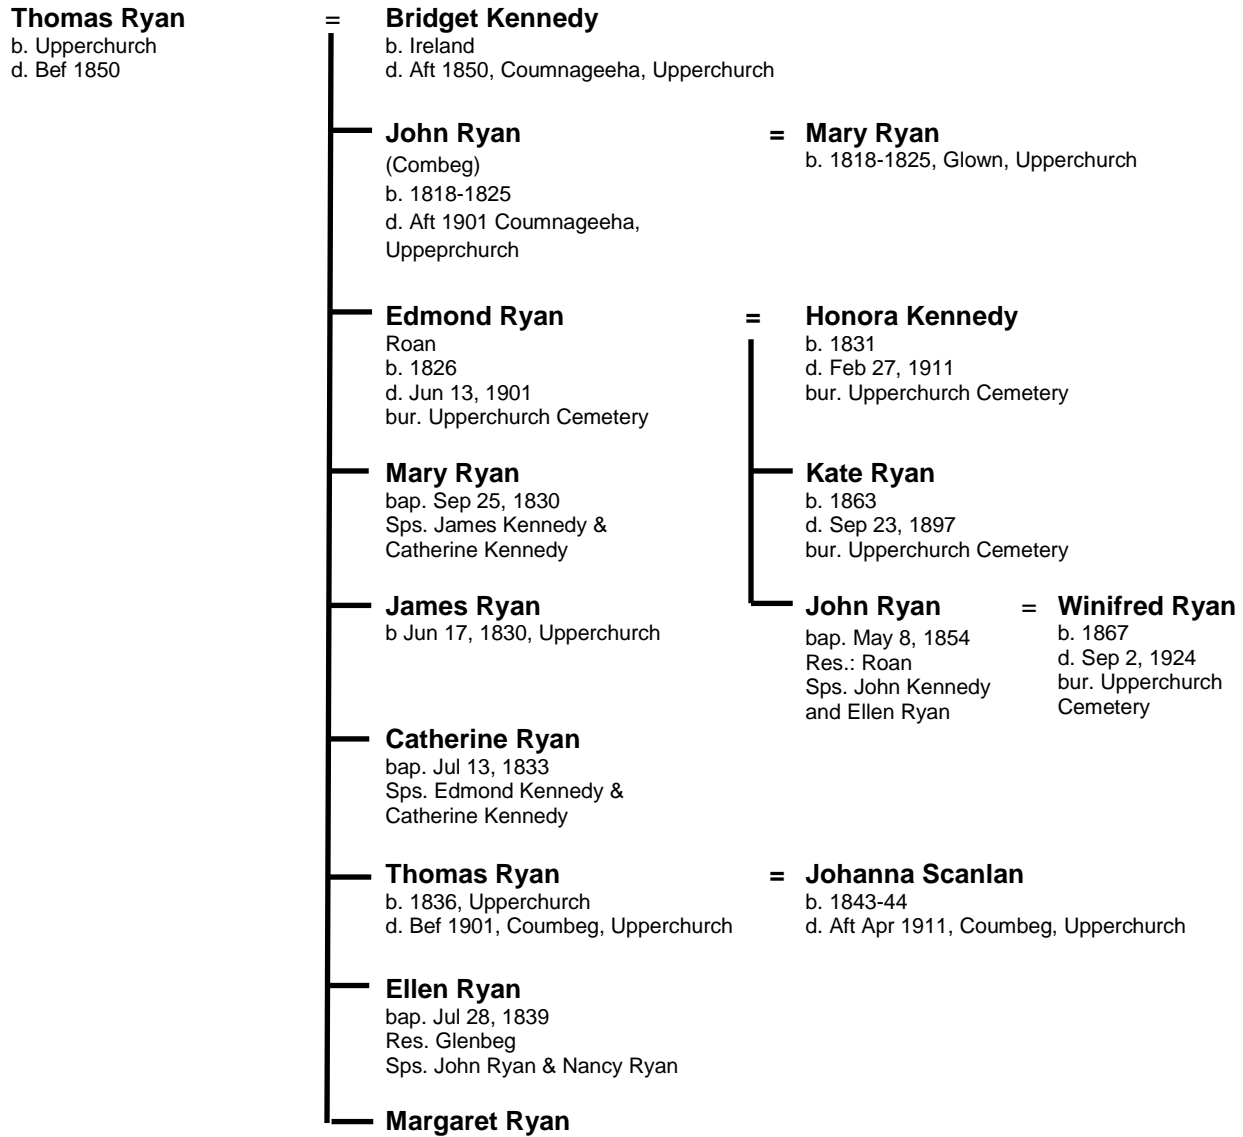 Thomas Ryan = Bridget Kennedy
b. Upperchurch
d. Bef 1850
b. Ireland
d. Aft 1850, Coumnageeha, Upperchurch
John Ryan = Mary Ryan
(Combeg)
b. 1818-1825
d. Aft 1901 Coumnageeha,
Uppeprchurch
b. 1818-1825, Glown, Upperchurch
Edmond Ryan = Honora Kennedy
Roan
b. 1826
d. Jun 13, 1901
bur. Upperchurch Cemetery
b. 1831
d. Feb 27, 1911
bur. Upperchurch Cemetery
Mary Ryan
bap. Sep 25, 1830
Sps. James Kennedy &
Catherine Kennedy
Kate Ryan
b. 1863
d. Sep 23, 1897
bur. Upperchurch Cemetery
James Ryan
b Jun 17, 1830, Upperchurch
John Ryan = Winifred Ryan
bap. May 8, 1854
Res.: Roan
Sps. John Kennedy
and Ellen Ryan
b. 1867
d. Sep 2, 1924
bur. Upperchurch
Cemetery
Catherine Ryan
bap. Jul 13, 1833
Sps. Edmond Kennedy &
Catherine Kennedy
Thomas Ryan = Johanna Scanlan
b. 1836, Upperchurch
d. Bef 1901, Coumbeg, Upperchurch
b. 1843-44
d. Aft Apr 1911, Coumbeg, Upperchurch
Ellen Ryan
bap. Jul 28, 1839
Res. Glenbeg
Sps. John Ryan & Nancy Ryan
Margaret Ryan